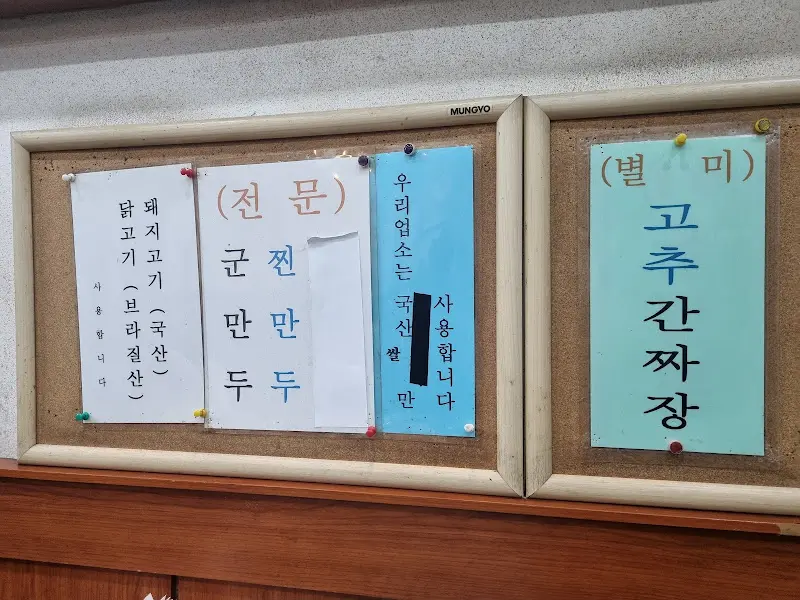 MUNGYO
돼지고기 (국산)
닭고기 (브라질산)
사용합니다
(전 문)
찐만두
군만두
우리업소는 국산 쌀 만
사용합니다
(별 미)
고추간짜장